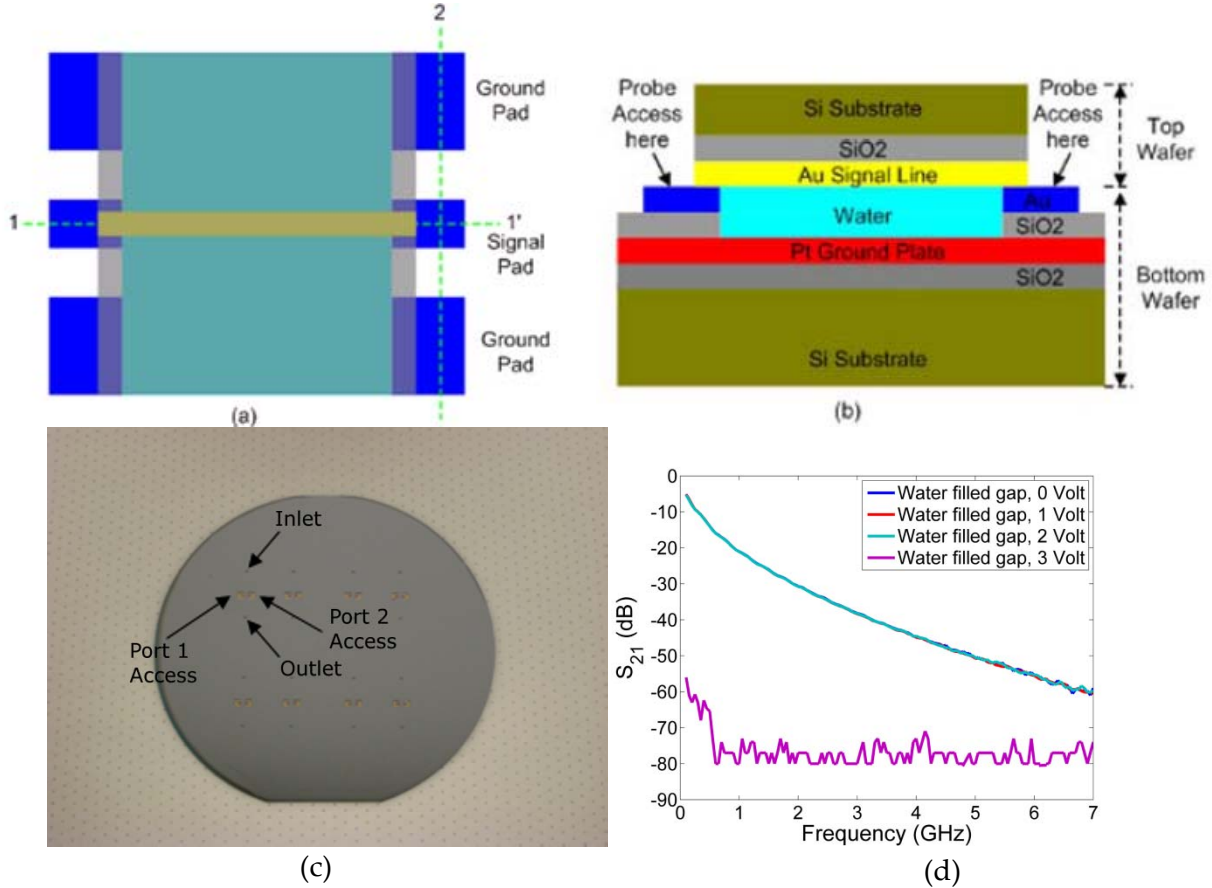 2
Ground
Pad
1
1'
Signal
Pad
Ground
Pad
(a)
Probe
Access
here
Probe
Access
here
Si Substrate
SiO2
Au Signal Line
Au
Water
SiO2
Pt Ground Plate
SiO2
Si Substrate
Top
Wafer
Bottom
Wafer
(b)
Inlet
Port 1
Access
Port 2
Access
Outlet
(c)
S21 (dB)
0
-10
-20
-30
-40
-50
-60
-70
-80
-90
Water filled gap, 0 Volt
Water filled gap, 1 Volt
Water filled gap, 2 Volt
Water filled gap, 3 Volt
0 1 2 3 4 5 6 7
Frequency (GHz)
(d)